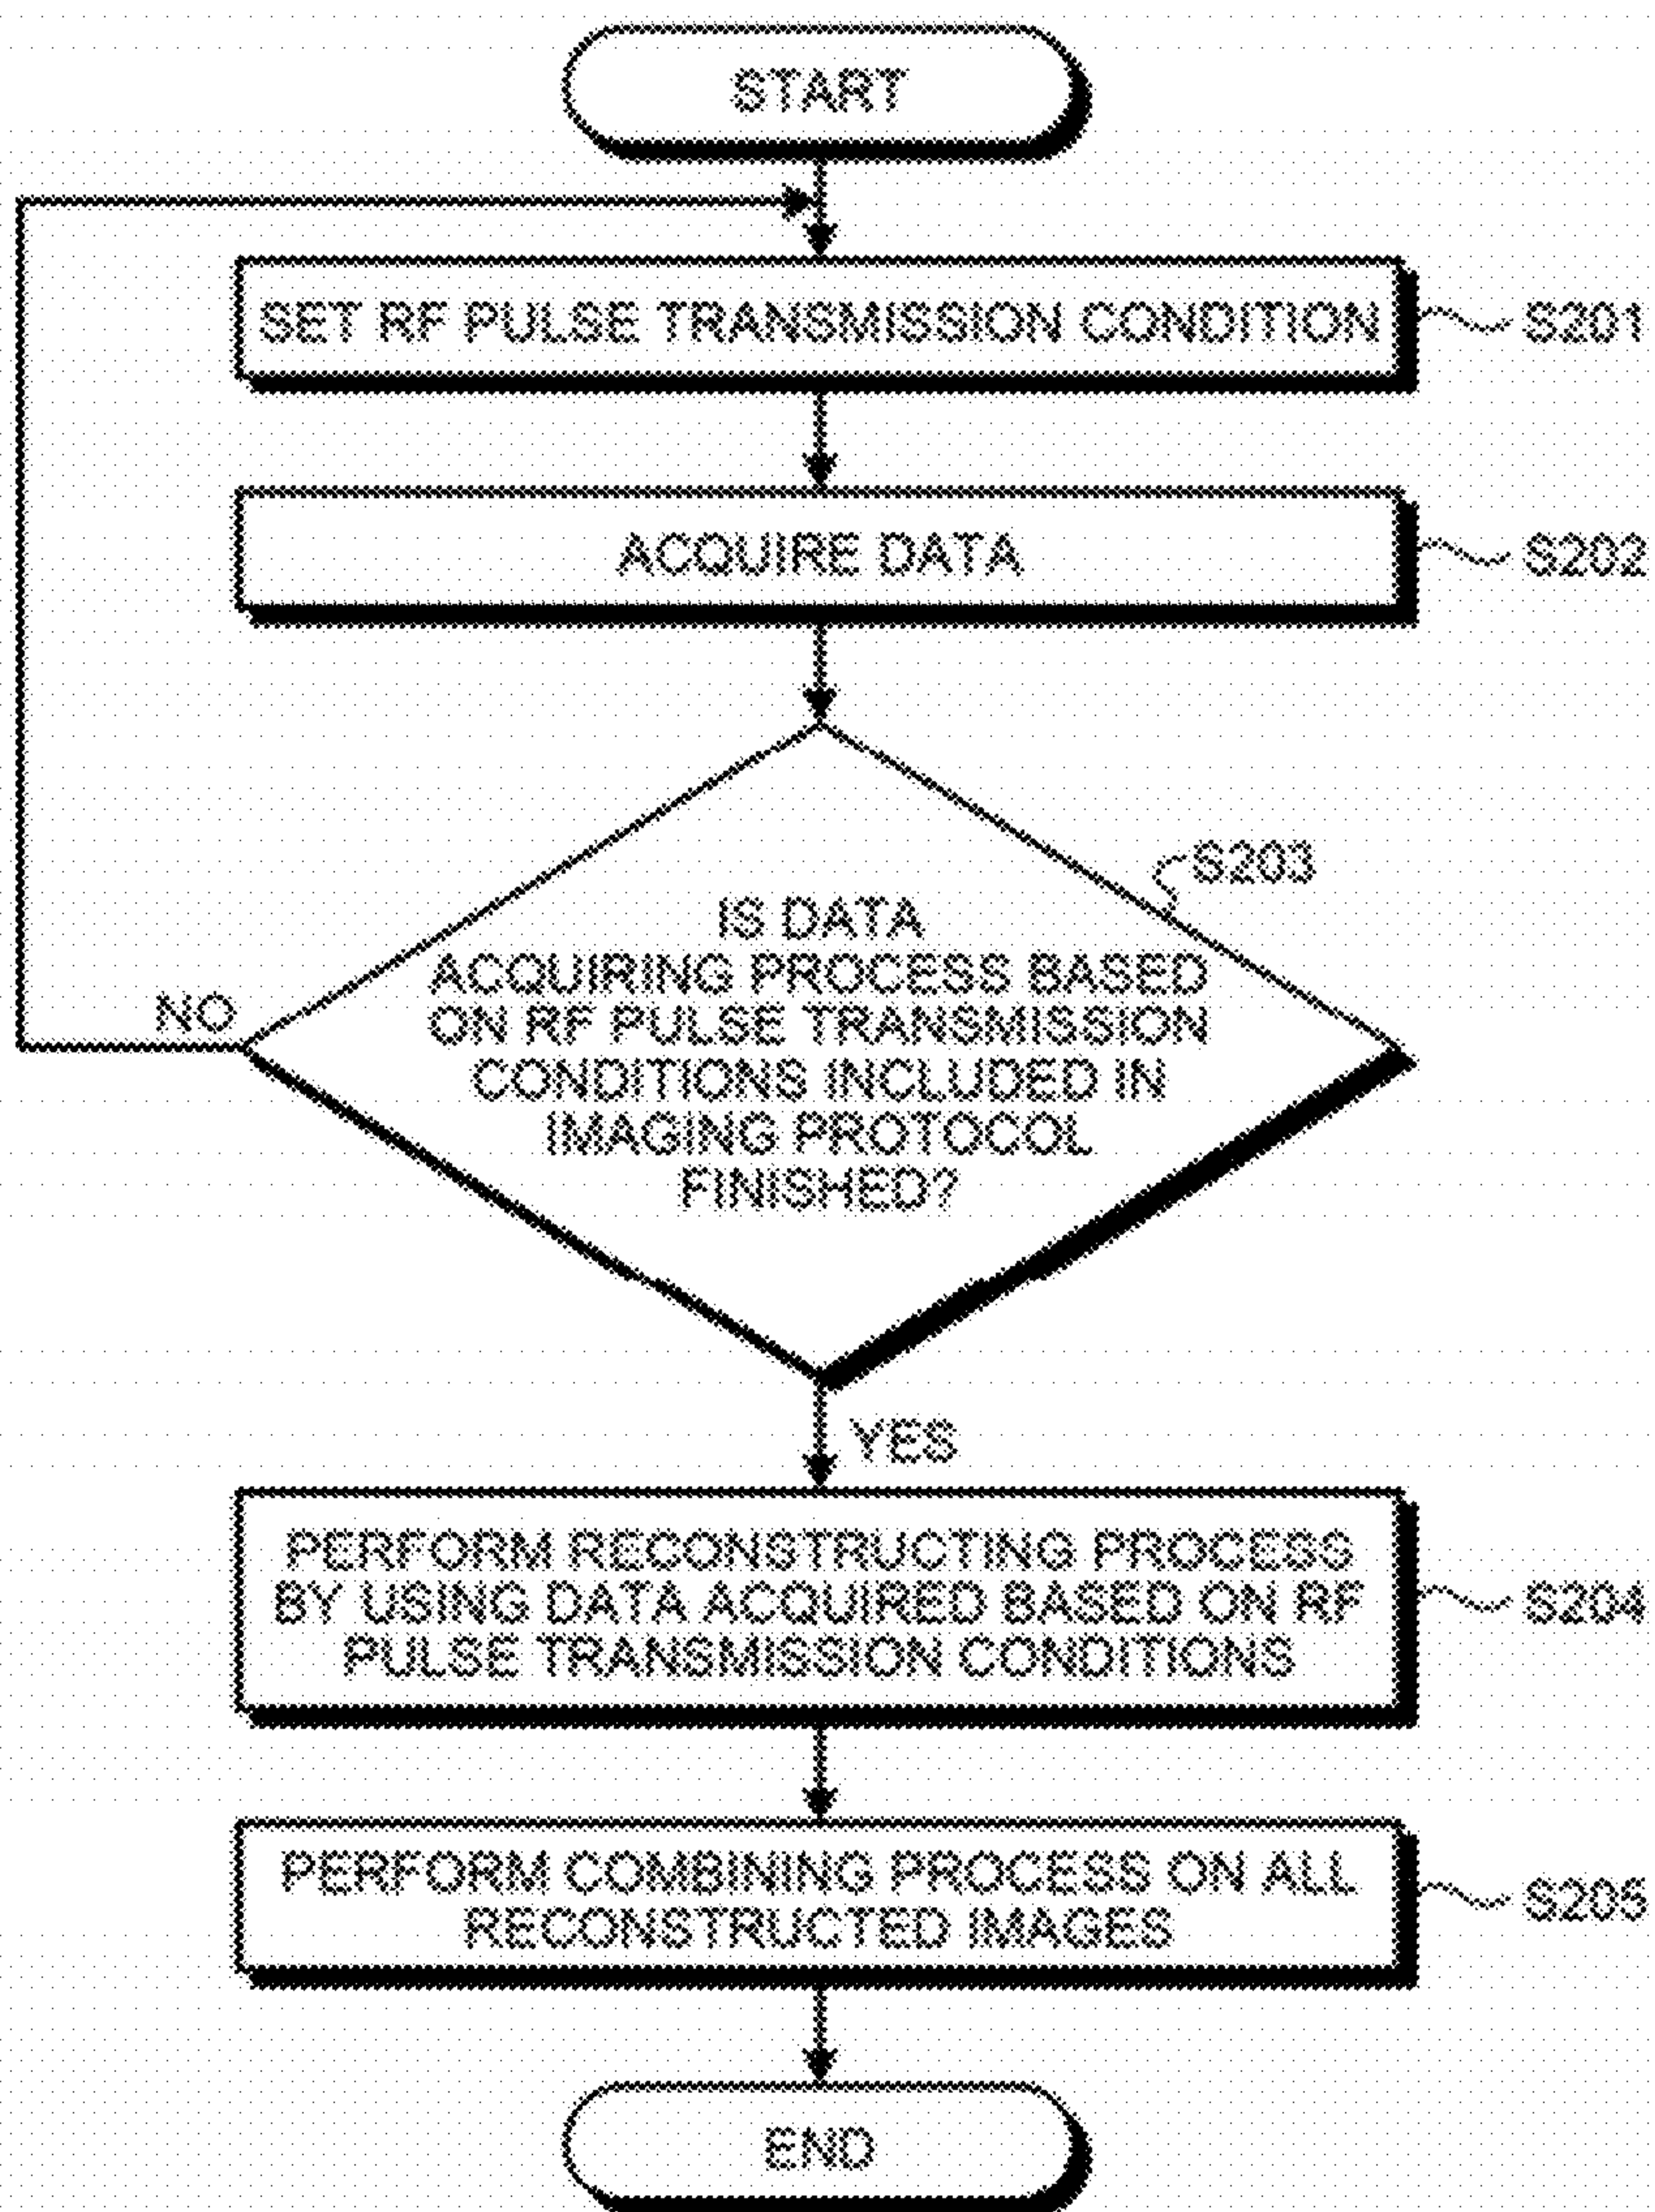 START
SET RF PULSE TRANSMISSION CONDITION
S201
ACQUIRE DATA
S202
S203
IS DATA
ACQUIRING PROCESS BASED
ON RF PULSE TRANSMISSION
CONDITIONS INCLUDED IN
IMAGING PROTOCOL
FINISHED?
NO
YES
PERFORM RECONSTRUCTING PROCESS
BY USING DATA ACQUIRED BASED ON RF
PULSE TRANSMISSION CONDITIONS
S204
PERFORM COMBINING PROCESS ON ALL
RECONSTRUCTED IMAGES
S205
END